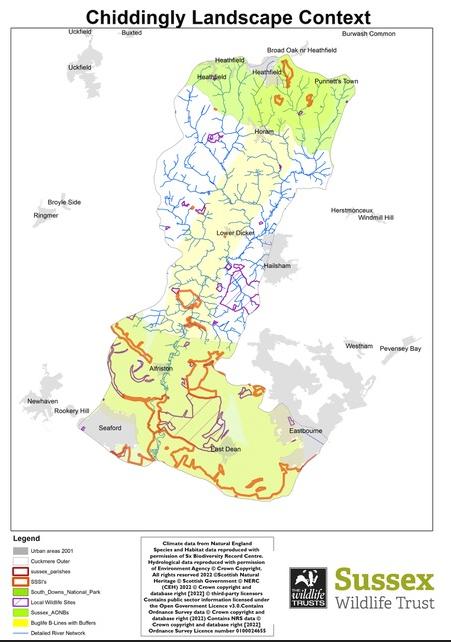 Chiddingly Landscape Context
Uckfield
Buxted
Burwash Common
Broad Oak nr Heathfield
Heathfield
Uckfield
Heathfield
Heathfield
Punnett's Town
Horam
Broyle Side
Ringmer
Herstmonceux
Windmill Hill
Lower Dicker
Hailsham
Westham
Pevensey Bay
Alfriston
Newhaven
Rookery Hill
Seaford
Eastbourne
East Dean
Legend
Urban areas 2001
Cuckmere Outer
sussex_parishes
SSSI's
South_Downs_National_Park
Local Wildlife Sites
Sussex_AONBs
Buglife B-Lines with Buffers
Detailed River Network
Climate data from Natural England
Species and Habitat data reproduced with
permission of Sx Biodiversity Record Centre.
Hydrological data reproduced with permission
of Environment Agency © Crown Copyright.
All rights reserved 2022 ©Scottish Natural
Heritage © Scottish Government © NERC
(CEH) 2022 © Crown copyright and
database right [2022] © third-party licensors
Contains public sector information licensed under
the Open Government Licence v3.0.Contains
Ordnance Survey data © Crown copyright and
database right (2022) Contains NRS data ©
Crown copyright and database right [2022]
Ordnance Survey Licence number 0100024655
THE
wildlife
TRUSTS
Sussex
Wildlife Trust